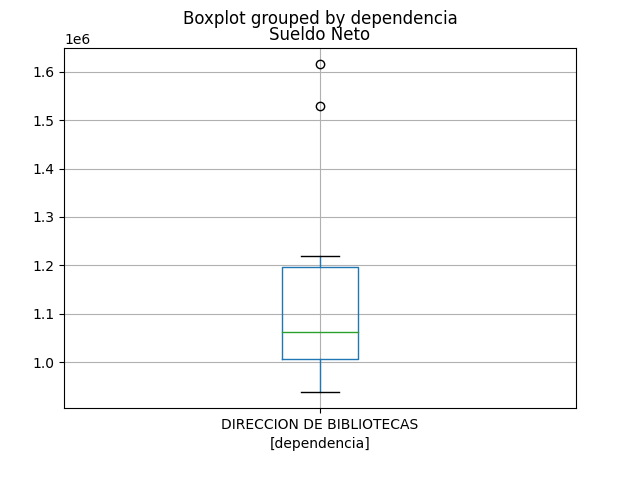 Boxplot grouped by dependencia
Sueldo Neto
1e6
1.6
1.5
1.4
1.3
1.2
1.1
1.0
DIRECCION DE BIBLIOTECAS
[dependencia]